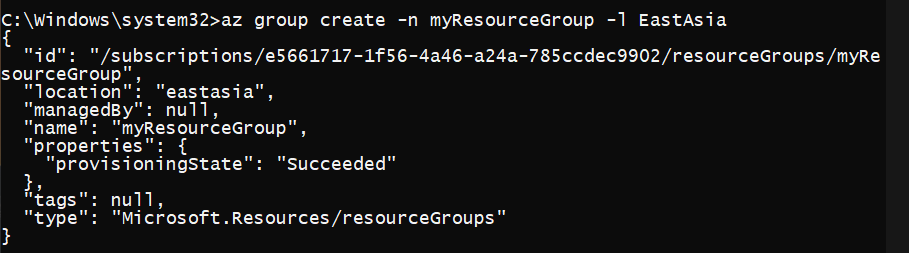 C:\Windows\system32>az group create -n myResourceGroup -l EastAsia
{
  "id": "/subscriptions/e5661717-1f56-4a46-a24a-785ccdec9902/resourceGroups/myRe
sourceGroup",
  "location": "eastasia",
  "managedBy": null,
  "name": "myResourceGroup",
  "properties": {
    "provisioningState": "Succeeded"
  },
  "tags": null,
  "type": "Microsoft.Resources/resourceGroups"
}